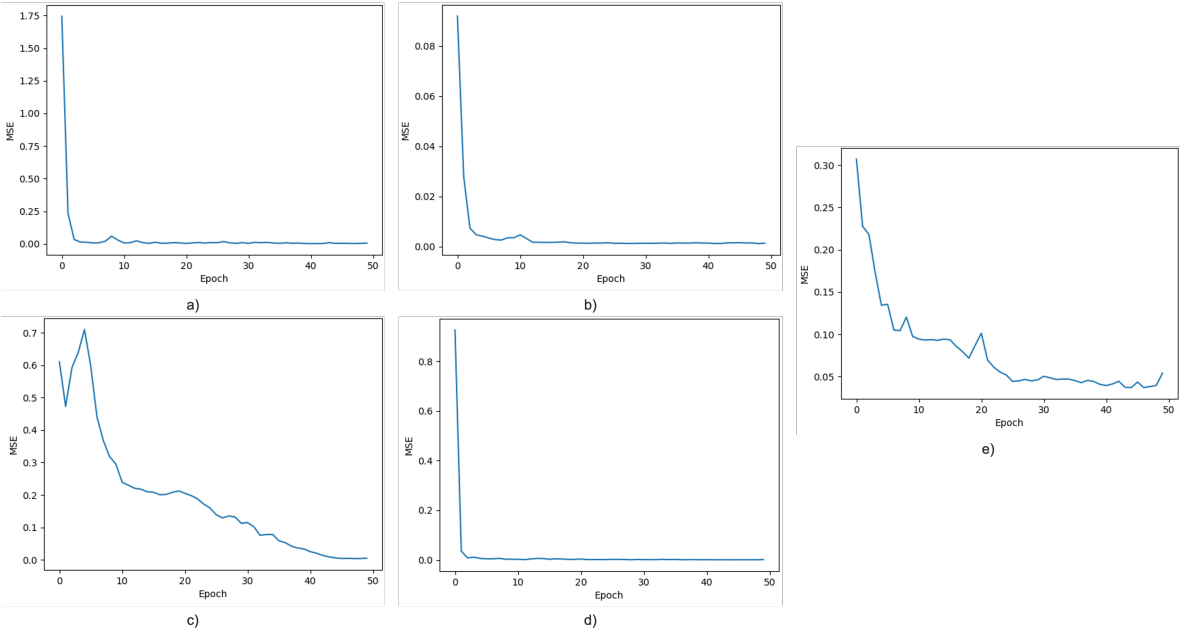 1.75
1.50
1.25
1.00
0.75
0.50
0.25
0.00
MSE
0 10 20 30 40 50
Epoch
a)
0.08
0.06
0.04
0.02
0.00
MSE
0 10 20 30 40 50
Epoch
b)
0.7
0.6
0.5
0.4
0.3
0.2
0.1
0.0
MSE
0 10 20 30 40 50
Epoch
c)
0.8
0.6
0.4
0.2
0.0
MSE
0 10 20 30 40 50
Epoch
d)
0.30
0.25
0.20
0.15
0.10
0.05
MSE
0 10 20 30 40 50
Epoch
e)